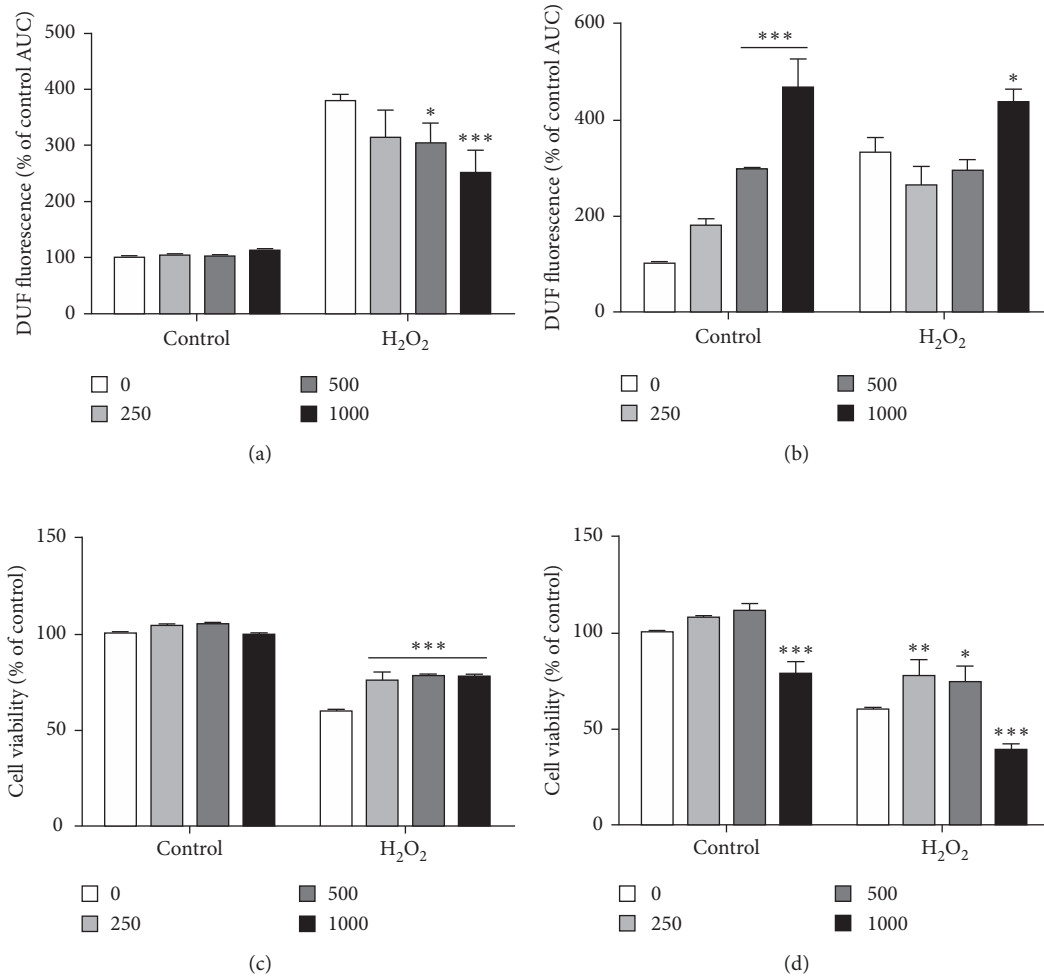 DUF fluorescence (% of control AUC)
500
400
300
200
100
0
*
***
Control
H₂O₂
0
500
250
1000
(a)
DUF fluorescence (% of control AUC)
600
400
200
0
***
*
Control
H₂O₂
0
500
250
1000
(b)
Cell viability (% of control)
150
100
50
0
***
Control
H₂O₂
0
500
250
1000
(c)
Cell viability (% of control)
150
100
50
0
***
**
*
***
Control
H₂O₂
0
500
250
1000
(d)